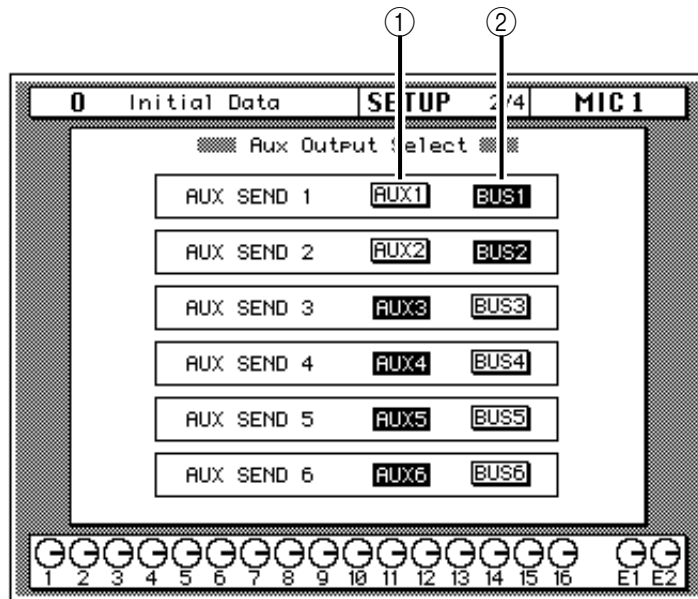 ① ②
0 Initial Data SETUP 2/4 MIC 1
Aux Output Select
AUX SEND 1 AUX1 BUS1
AUX SEND 2 AUX2 BUS2
AUX SEND 3 AUX3 BUS3
AUX SEND 4 AUX4 BUS4
AUX SEND 5 AUX5 BUS5
AUX SEND 6 AUX6 BUS6
1 2 3 4 5 6 7 8 9 10 11 12 13 14 15 16 E1 E2